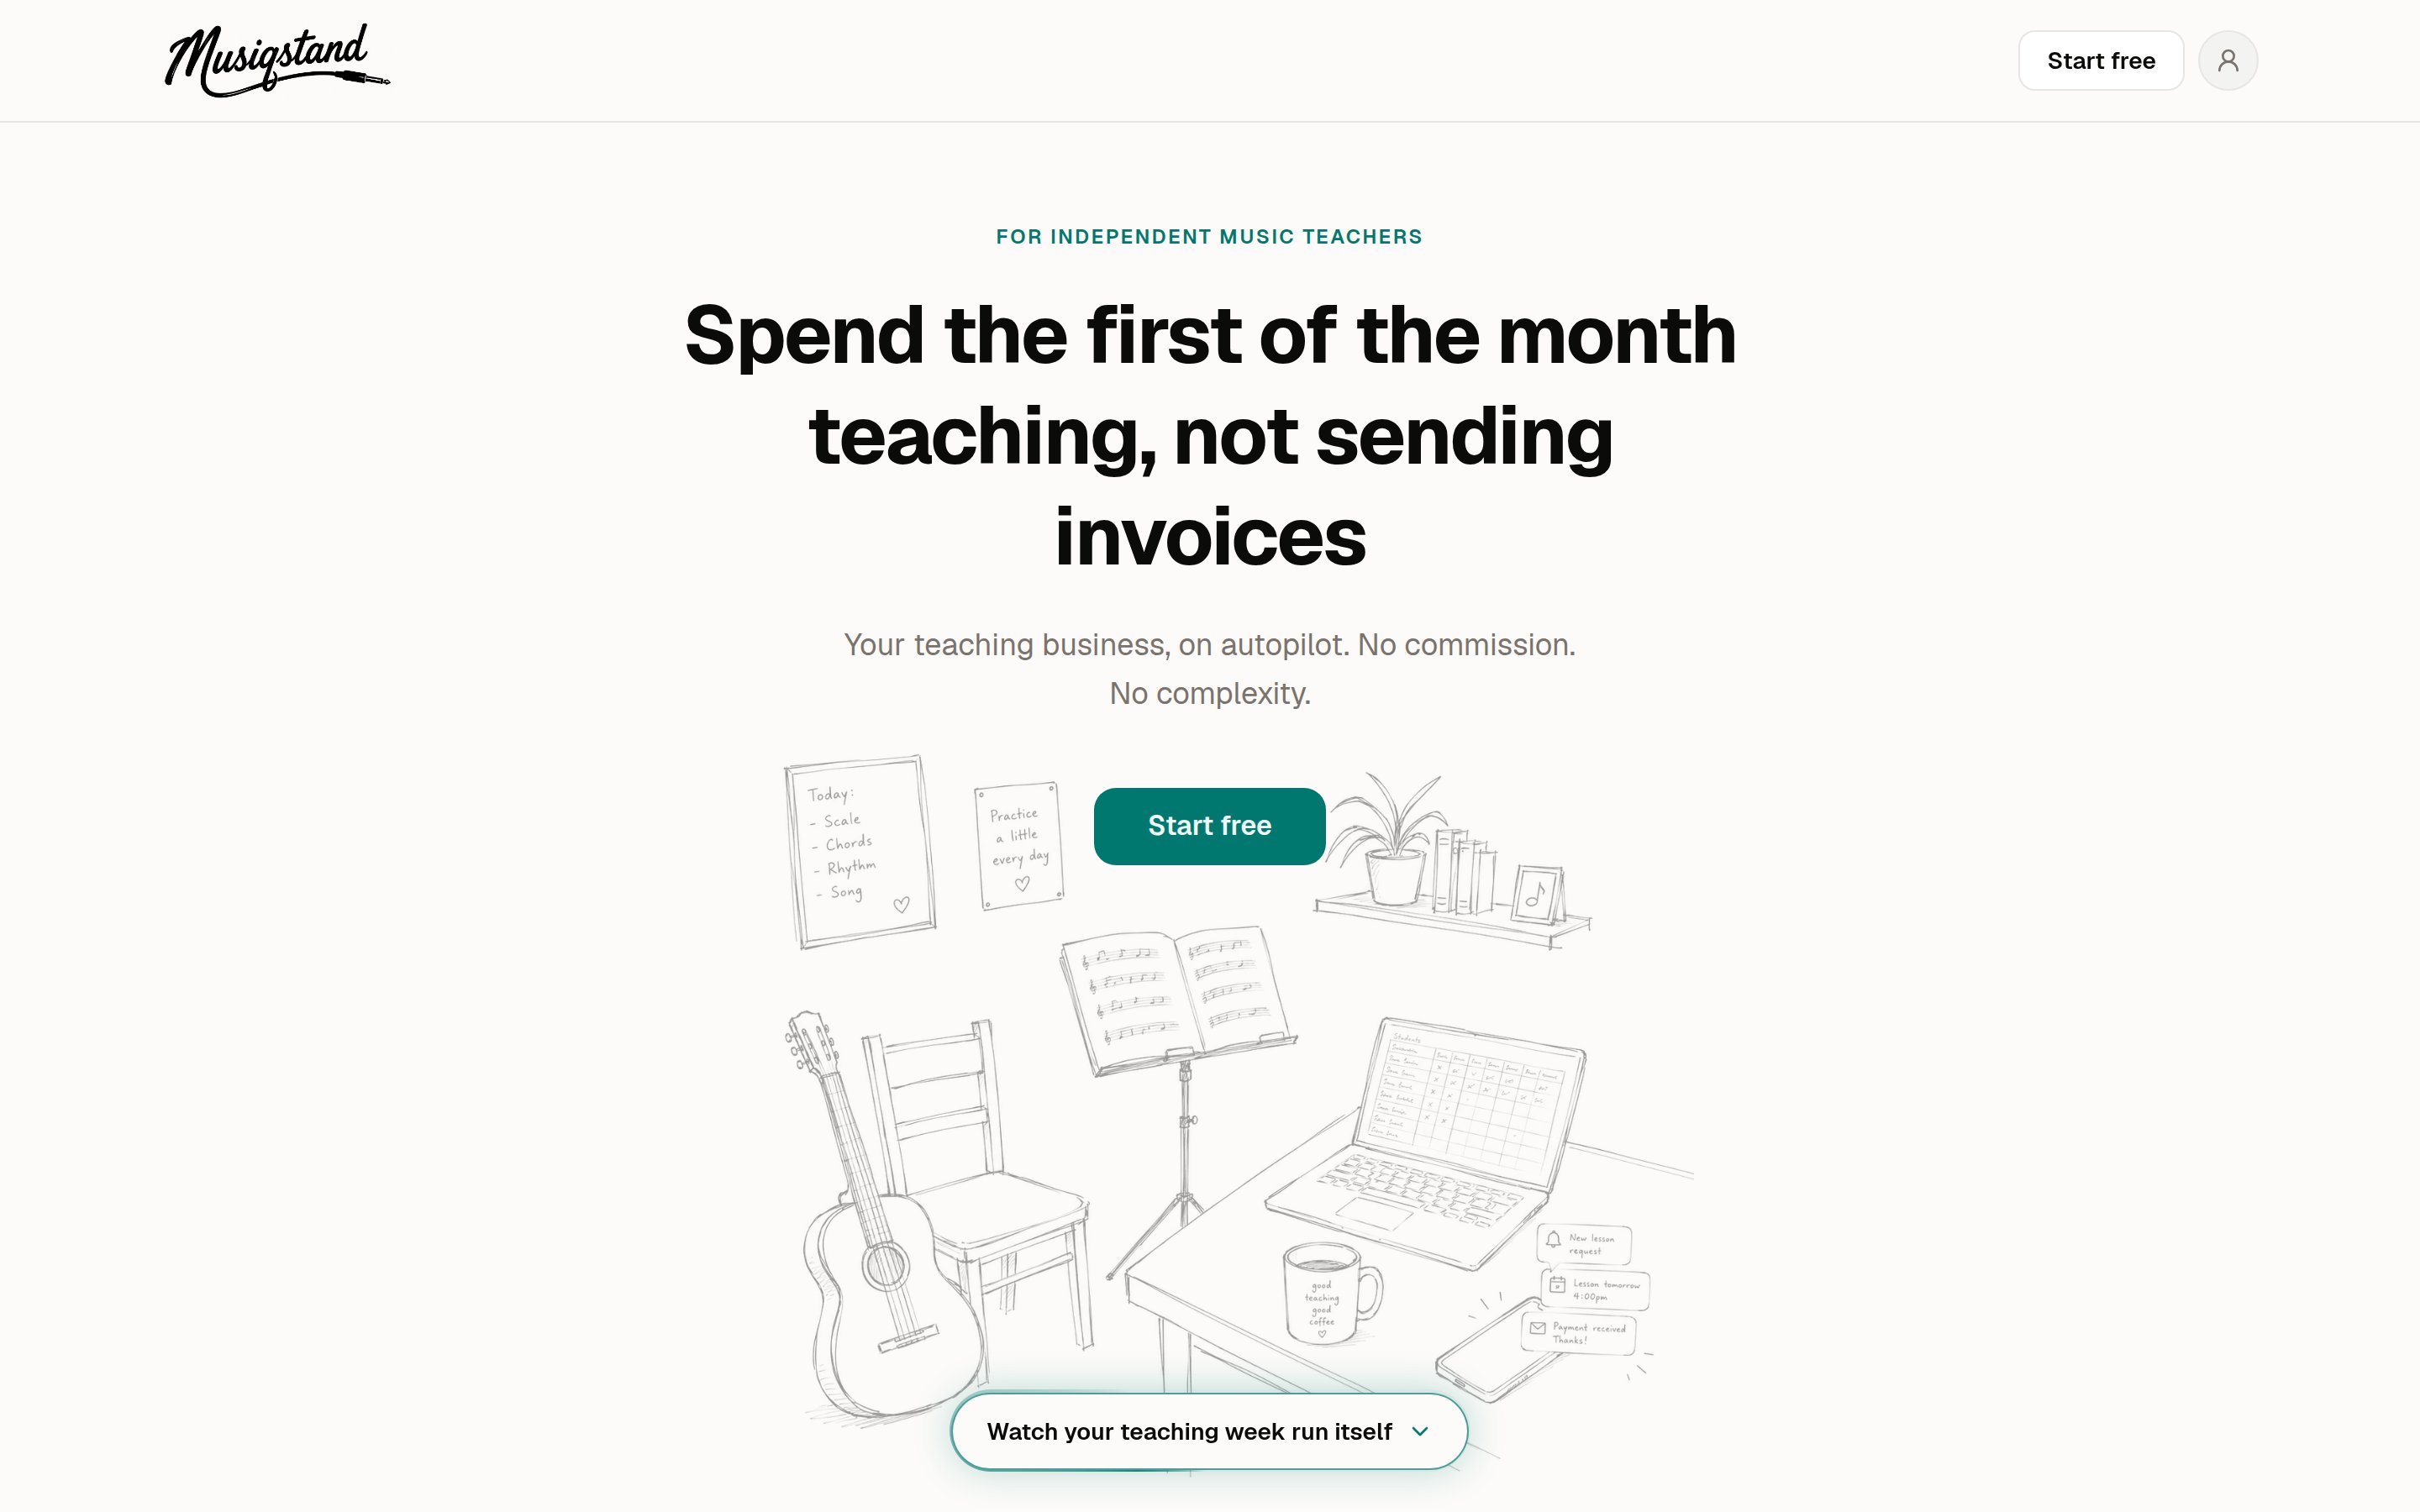 Musiqstand
Start free
FOR INDEPENDENT MUSIC TEACHERS
Spend the first of the month
teaching, not sending
invoices
Your teaching business, on autopilot. No commission.
No complexity.
Today:
- Scale
- Chords
- Rhythm
- Song
Practice
a little
every day
Start free
Students
good
teaching
good
coffee
New lesson
request
Lesson tomorrow
4:00pm
Payment received
Thanks!
Watch your teaching week run itself